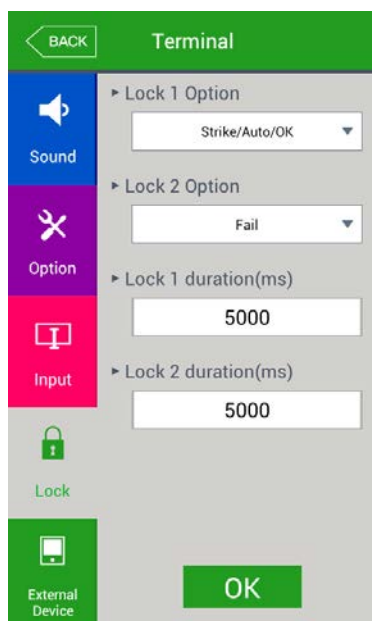 BACK
Terminal
Sound
Option
Input
Lock
External
Device
Lock 1 Option
Strike/Auto/OK
Lock 2 Option
Fail
Lock 1 duration(ms)
5000
Lock 2 duration(ms)
5000
OK